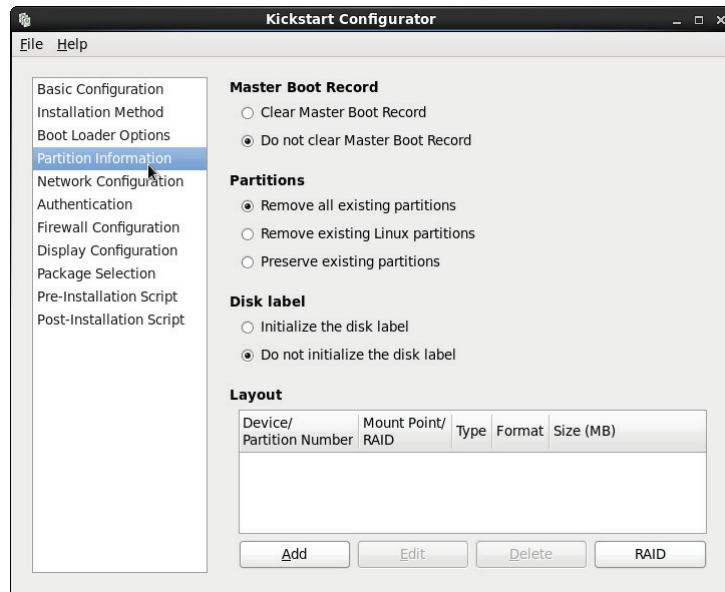 Kickstart Configurator
File Help
Basic Configuration
Installation Method
Boot Loader Options
Partition Information
Network Configuration
Authentication
Firewall Configuration
Display Configuration
Package Selection
Pre-Installation Script
Post-Installation Script
Master Boot Record
Clear Master Boot Record
Do not clear Master Boot Record
Partitions
Remove all existing partitions
Remove existing Linux partitions
Preserve existing partitions
Disk label
Initialize the disk label
Do not initialize the disk label
Layout
Device/
Partition Number
Mount Point/
RAID
Type
Format
Size (MB)
Add
Edit
Delete
RAID